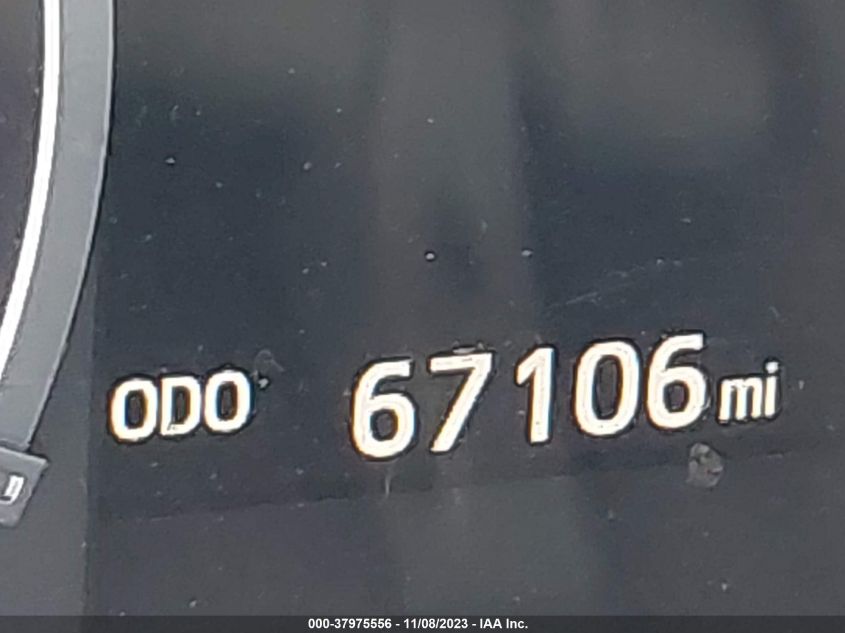 ODO 67106 mi
000-37975556 - 11/08/2023 - IAA Inc.